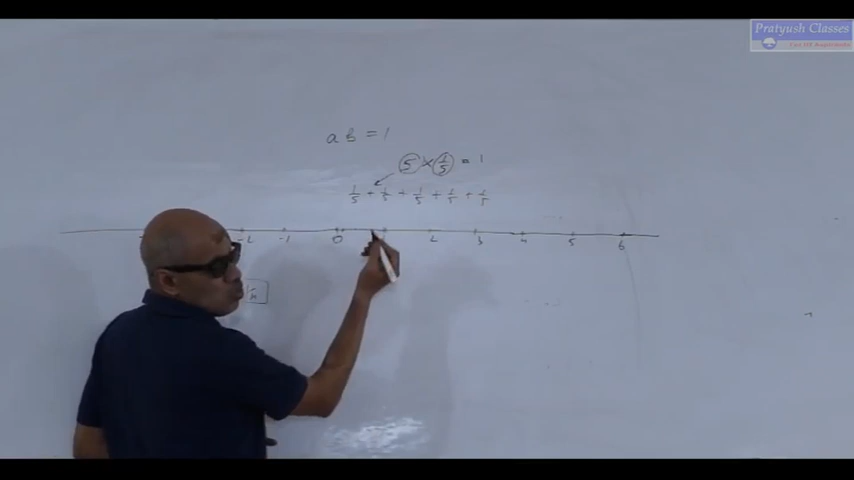 Pratyush Classes
ab = 1
5 × 1/5 = 1
1/5 + 1/5 + 1/5 + 1/5 + 1/5
-2 -1 0 1 2 3 4 5 6